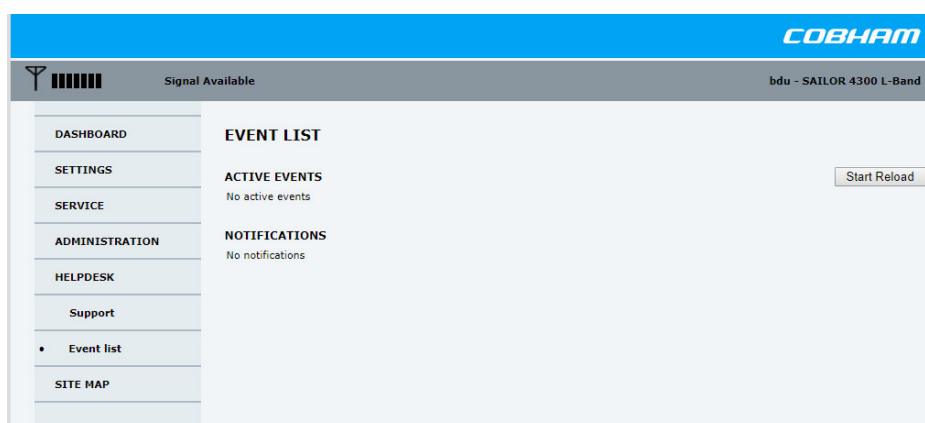 COBHAM
Signal Available
bdu - SAILOR 4300 L-Band
DASHBOARD
SETTINGS
SERVICE
ADMINISTRATION
HELPDESK
Support
• Event list
SITE MAP
EVENT LIST
ACTIVE EVENTS
Start Reload
No active events
NOTIFICATIONS
No notifications